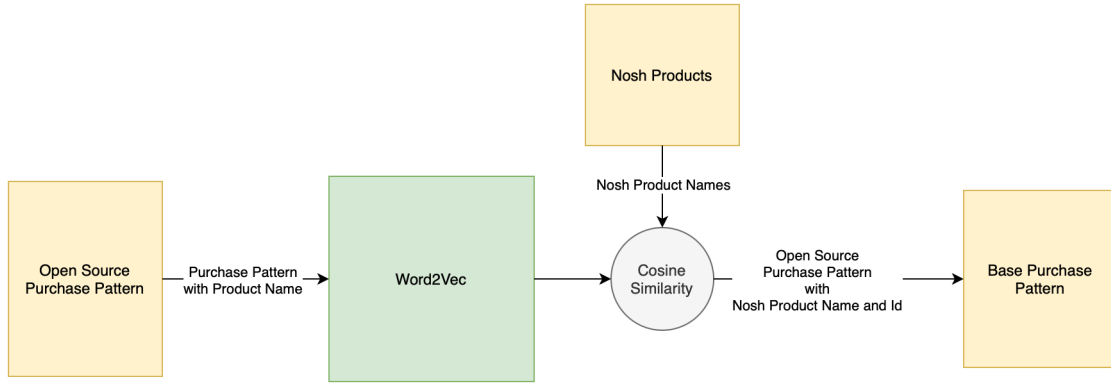 Nosh Products
Nosh Product Names
Open Source
Purchase Pattern
Purchase Pattern
with Product Name
Word2Vec
Cosine
Similarity
Open Source
Purchase Pattern
with
Nosh Product Name and Id
Base Purchase
Pattern